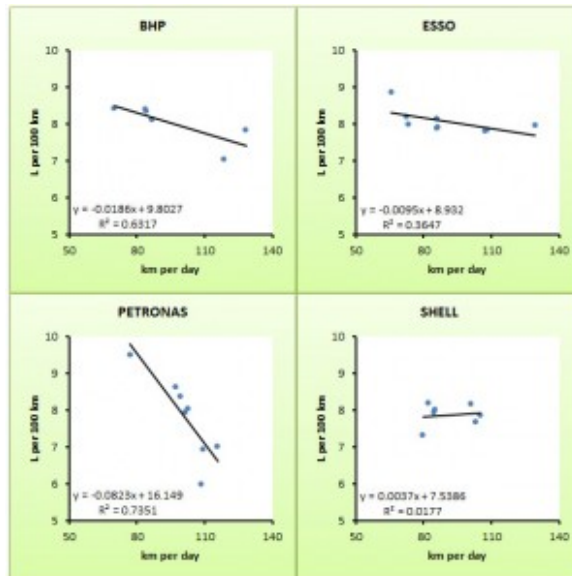 BHP
10
9
8
7
6
5
L per 100 km
y = -0.0186x + 9.8027
R² = 0.6317
50 80 110 140
km per day
ESSO
10
9
8
7
6
5
L per 100 km
y = -0.0095x + 8.932
R² = 0.3647
50 80 110 140
km per day
PETRONAS
10
9
8
7
6
5
L per 100 km
y = -0.0823x + 16.149
R² = 0.7351
50 80 110 140
km per day
SHELL
10
9
8
7
6
5
L per 100 km
y = 0.0037x + 7.5386
R² = 0.0177
50 80 110 140
km per day